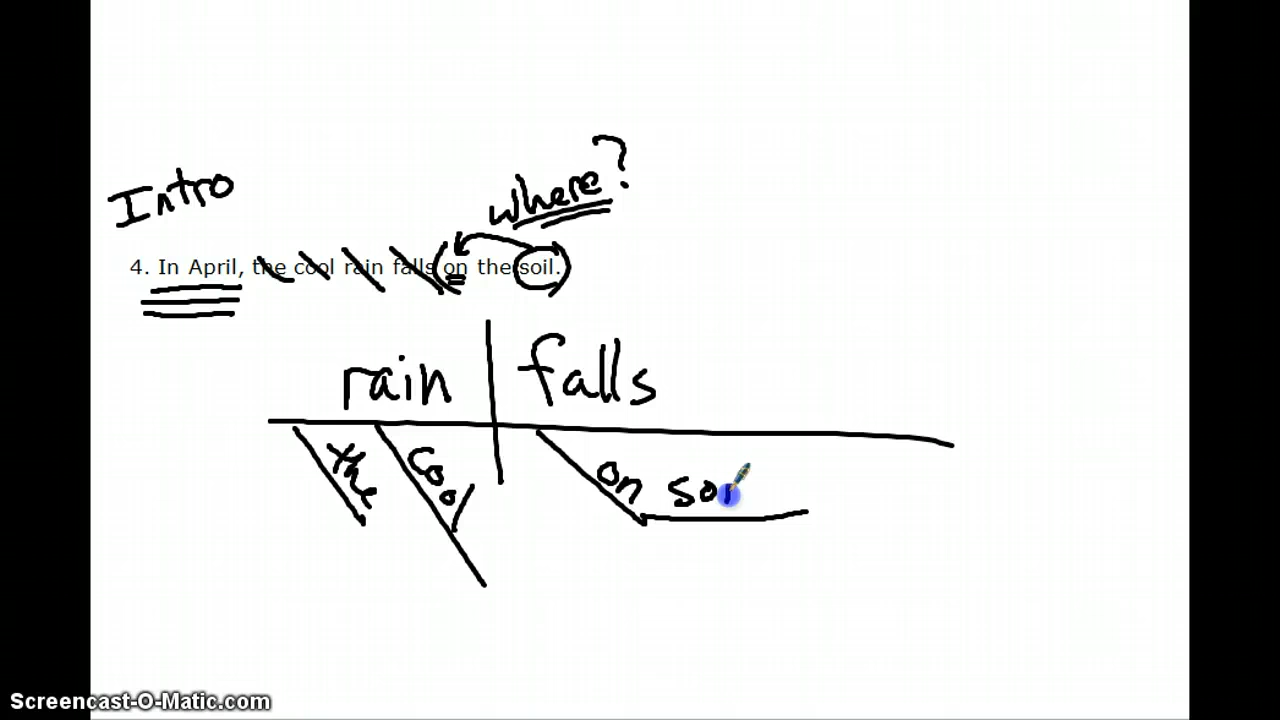 where?
Intro
4. In April, the cool rain falls on the soil.
rain falls
the cool on soi
Screencast-O-Matic.com